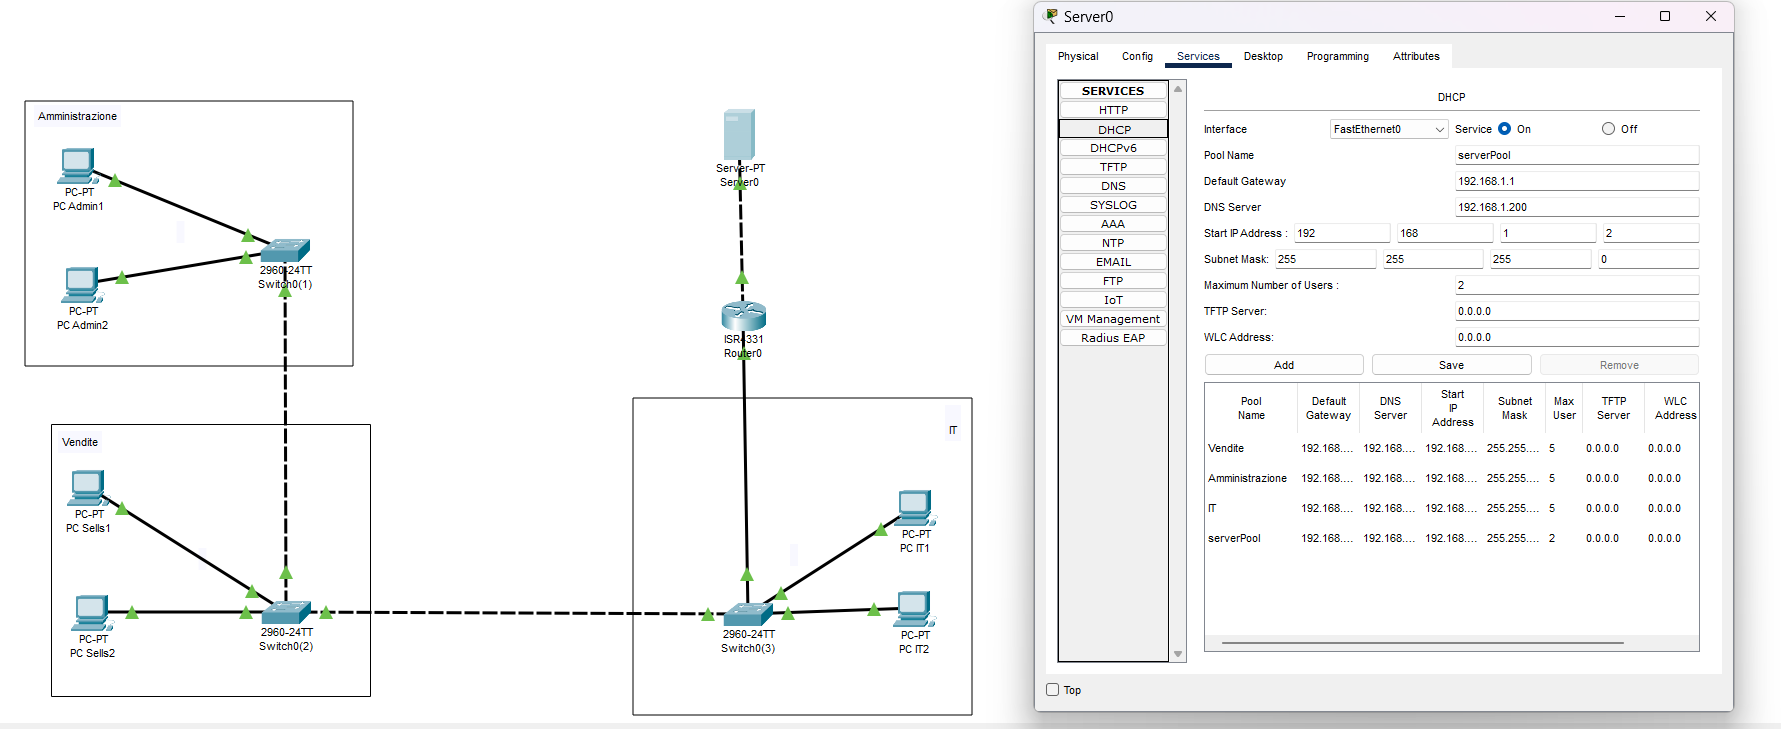 Amministrazione
PC-PT
PC Admin1
PC-PT
PC Admin2
2960-24TT
Switch0(1)
Vendite
PC-PT
PC Sells1
PC-PT
PC Sells2
2960-24TT
Switch0(2)
Server-PT
Server0
ISR4331
Router0
IT
PC-PT
PC IT1
PC-PT
PC IT2
2960-24TT
Switch0(3)
Server0
Physical Config Services Desktop Programming Attributes
SERVICES
HTTP
DHCP
DHCPv6
TFTP
DNS
SYSLOG
AAA
NTP
EMAIL
FTP
IoT
VM Management
Radius EAP
DHCP
Interface FastEthernet0 Service On Off
Pool Name serverPool
Default Gateway 192.168.1.1
DNS Server 192.168.1.200
Start IP Address : 192 168 1 2
Subnet Mask: 255 255 255 0
Maximum Number of Users : 2
TFTP Server: 0.0.0.0
WLC Address: 0.0.0.0
Add Save Remove
Pool Name Default Gateway DNS Server Start IP Address Subnet Mask Max User TFTP Server WLC Address
Vendite 192.168.... 192.168.... 192.168.... 255.255.... 5 0.0.0.0 0.0.0.0
Amministrazione 192.168.... 192.168.... 192.168.... 255.255.... 5 0.0.0.0 0.0.0.0
IT 192.168.... 192.168.... 192.168.... 255.255.... 5 0.0.0.0 0.0.0.0
serverPool 192.168.... 192.168.... 192.168.... 255.255.... 2 0.0.0.0 0.0.0.0
Top